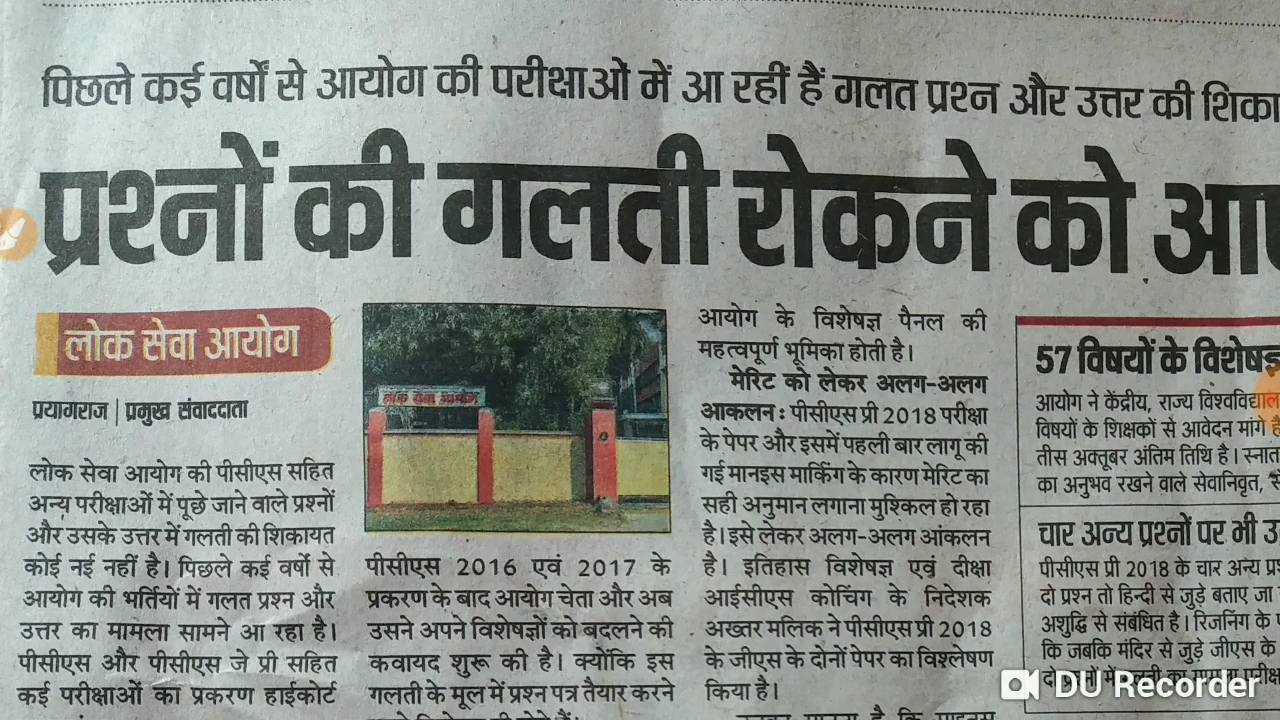 पिछले कई वर्षों से आयोग की परीक्षाओं में आ रहीं हैं गलत प्रश्न और उत्तर की
प्रश्नों की गलती रोकने को
लोक सेवा आयोग
प्रयागराज | प्रमुख संवाददाता
लोक सेवा आयोग की पीसीएस सहित
अन्य परीक्षाओं में पूछे जाने वाले प्रश्नों
और उसके उत्तर में गलती की शिकायत
कोई नई नहीं है। पिछले कई वर्षों से
आयोग की भर्तियों में गलत प्रश्न और
उत्तर का मामला सामने आ रहा है।
पीसीएस और पीसीएस जे प्री सहित
कई परीक्षाओं का प्रकरण हाईकोर्ट
लोक सेवा आयोग
पीसीएस 2016 एवं 2017 के
प्रकरण के बाद आयोग चेता और अब
उसने अपने विशेषज्ञों को बदलने की
कवायद शुरू की है। क्योंकि इस
गलती के मूल में प्रश्न पत्र तैयार करने
आयोग के विशेषज्ञ पैनल की
महत्वपूर्ण भूमिका होती है।
मेरिट को लेकर अलग-अलग
आकलन : पीसीएस प्री 2018 परीक्षा
के पेपर और इसमें पहली बार लागू की
गई मानइस मार्किंग के कारण मेरिट का
सही अनुमान लगाना मुश्किल हो रहा
है। इसे लेकर अलग-अलग आंकलन
है। इतिहास विशेषज्ञ एवं दीक्षा
आईसीएस कोचिंग के निदेशक
अख्तर मलिक ने पीसीएस प्री 2018
के जीएस के दोनों पेपर का विश्लेषण
किया है।
57 विषयों के विशेषज्ञ
आयोग ने केंद्रीय, राज्य
विषयों के शिक्षकों से आवेदन मांगे
तीस अक्तूबर अंतिम तिथि है।
का अनुभव रखने वाले सेवानिवृत,
चार अन्य प्रश्नों पर भी
पीसीएस प्री 2018 के चार अन्य
दो प्रश्न तो हिन्दी से जुड़े बताए जा
अशुद्धि से संबंधित है। रिजनिंग के
कि जबकि मंदिर से जुड़े जीएस के
DU Recorder